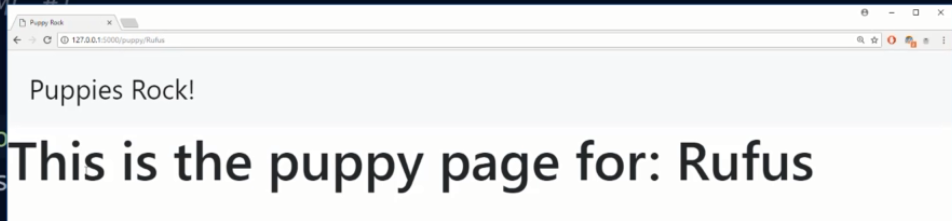 Puppy Rock
127.0.0.1:5000/puppy/Rufus
Puppies Rock!
This is the puppy page for: Rufus